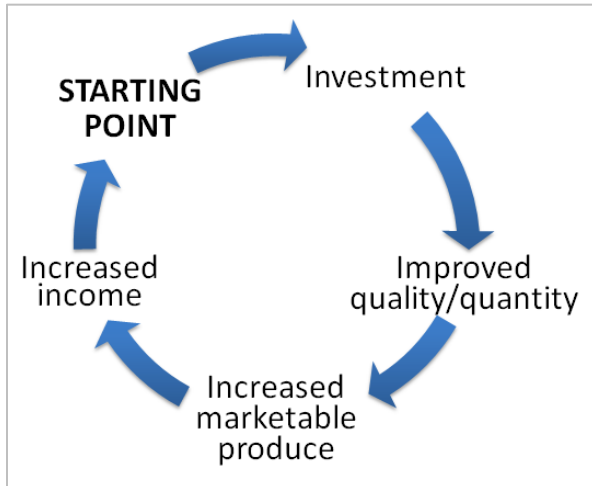 STARTING
POINT
Investment
Improved
quality/quantity
Increased
marketable
produce
Increased
income